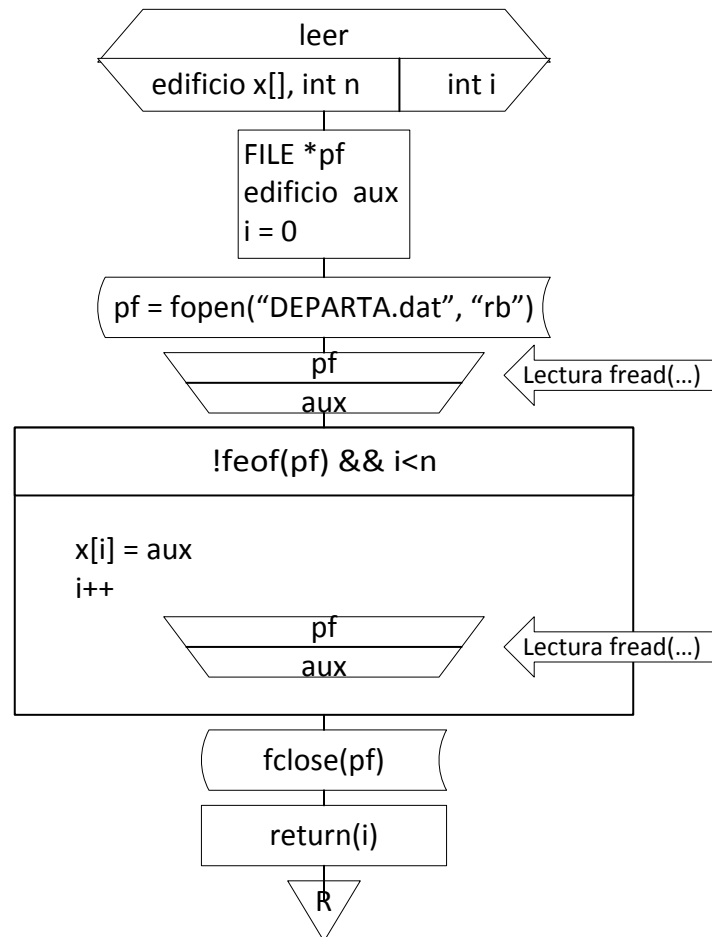 leer
edificio x[], int n
int i
FILE *pf
edificio aux
i = 0
pf = fopen(“DEPARTA.dat”, “rb”)
pf
aux
Lectura fread(…)
!feof(pf) && i<n
x[i] = aux
i++
pf
aux
Lectura fread(…)
fclose(pf)
return(i)
R